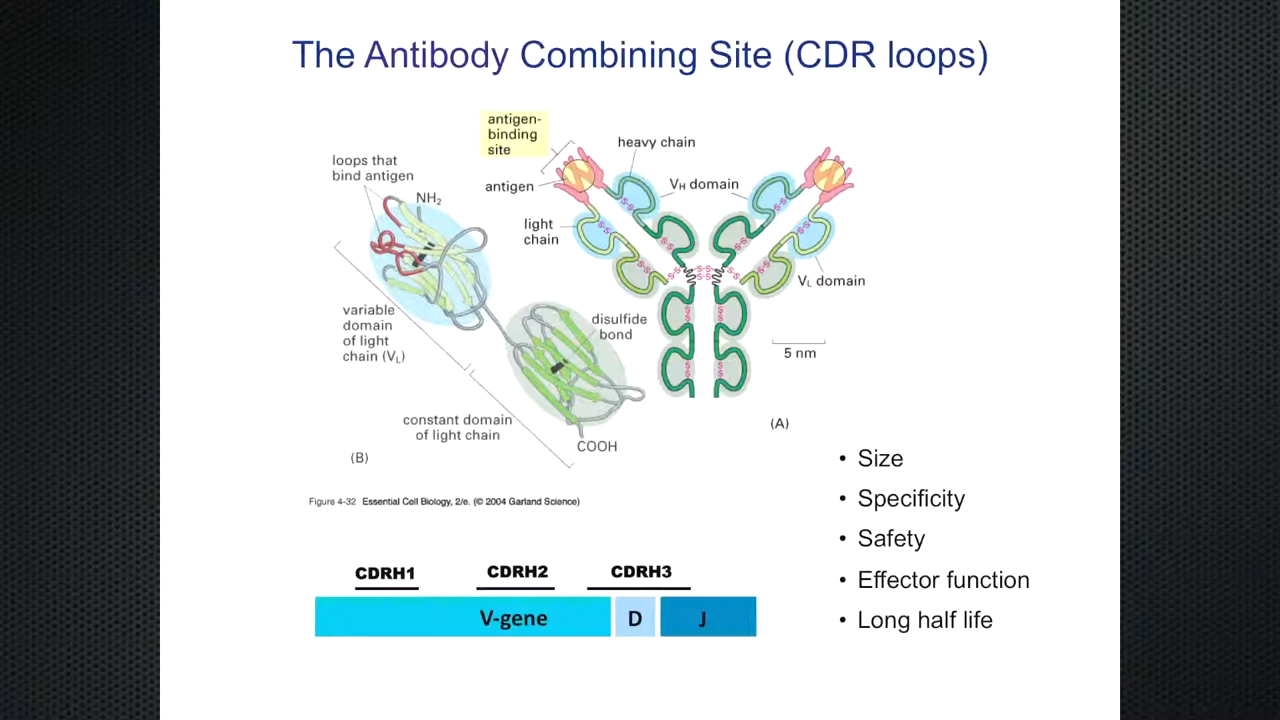 The Antibody Combining Site (CDR loops)
antigen-
binding
site
heavy chain
loops that
bind antigen
antigen
VH domain
NH2
light
chain
VL domain
variable
domain
of light
chain (VL)
disulfide
bond
5 nm
constant domain
of light chain
(A)
COOH
(B)
Figure 4-32 Essential Cell Biology, 2/e. (© 2004 Garland Science)
• Size
• Specificity
• Safety
• Effector function
• Long half life
CDRH1 CDRH2 CDRH3
V-gene D J